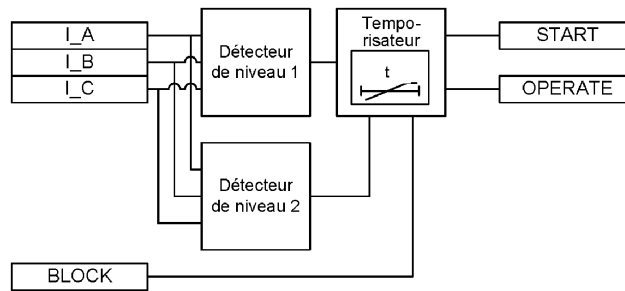 I_A
I_B
I_C
Détecteur
de niveau 1
Tempo-
risateur
t
START
OPERATE
Détecteur
de niveau 2
BLOCK